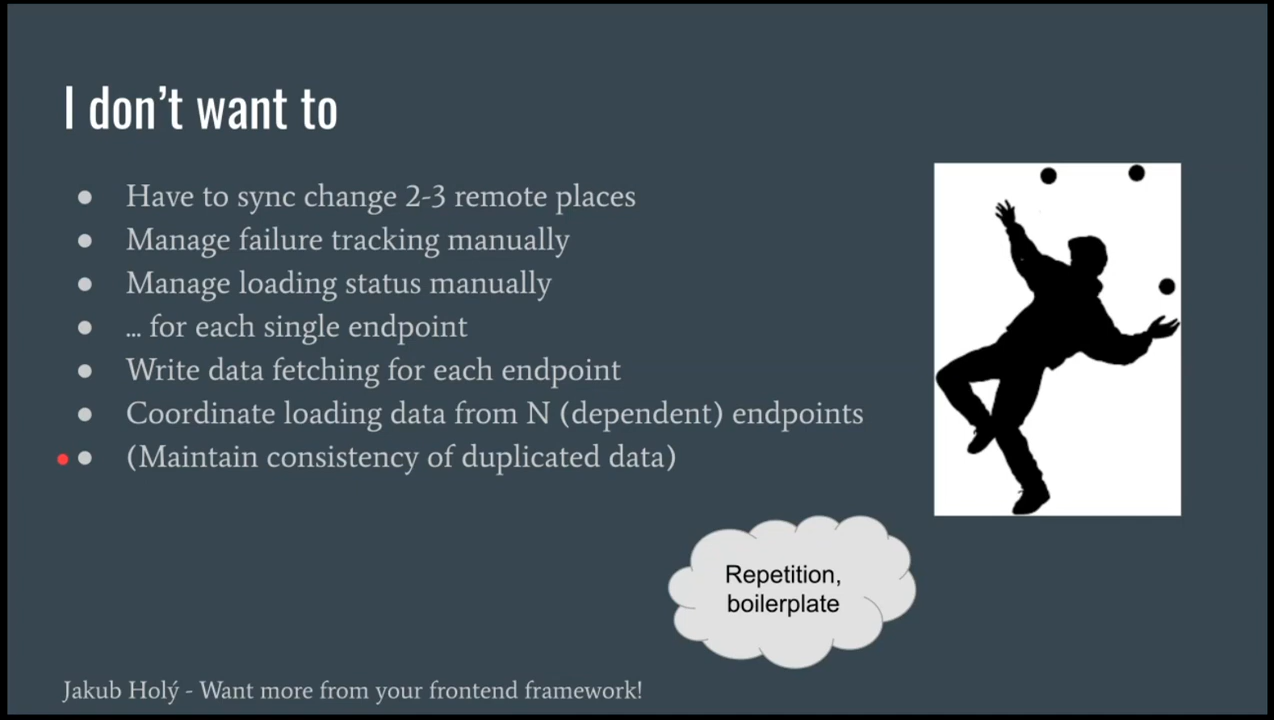 I don’t want to
● Have to sync change 2-3 remote places
● Manage failure tracking manually
● Manage loading status manually
● … for each single endpoint
● Write data fetching for each endpoint
● Coordinate loading data from N (dependent) endpoints
● (Maintain consistency of duplicated data)
Repetition,
boilerplate
Jakub Holý - Want more from your frontend framework!